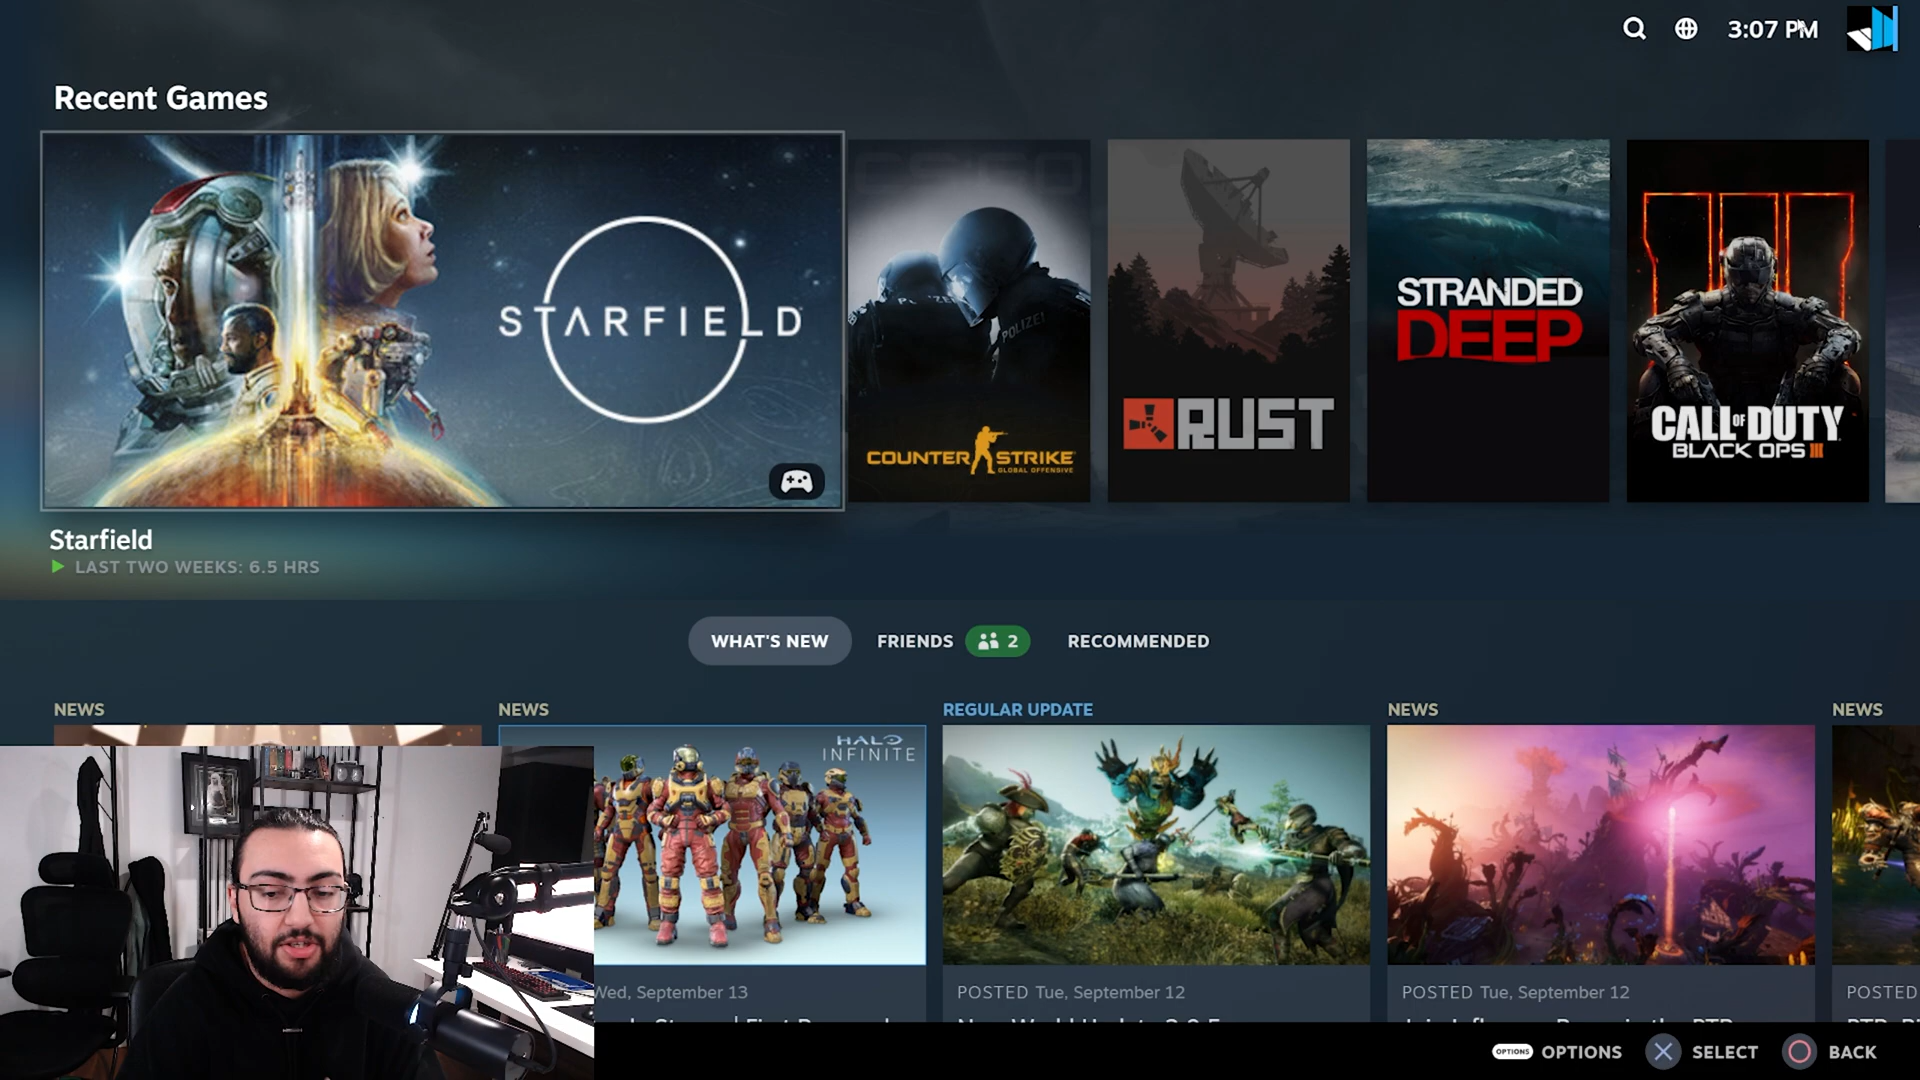 3:07 PM
Recent Games
STARFIELD
POLIZEI
COUNTER STRIKE
GLOBAL OFFENSIVE
RUST
STRANDED
DEEP
CALL OF DUTY
BLACK OPS III
Starfield
LAST TWO WEEKS: 6.5 HRS
WHAT'S NEW
FRIENDS 2
RECOMMENDED
NEWS
NEWS
REGULAR UPDATE
NEWS
NEWS
HALO
INFINITE
Wed, September 13
POSTED Tue, September 12
POSTED Tue, September 12
POSTED
OPTIONS OPTIONS
SELECT
BACK